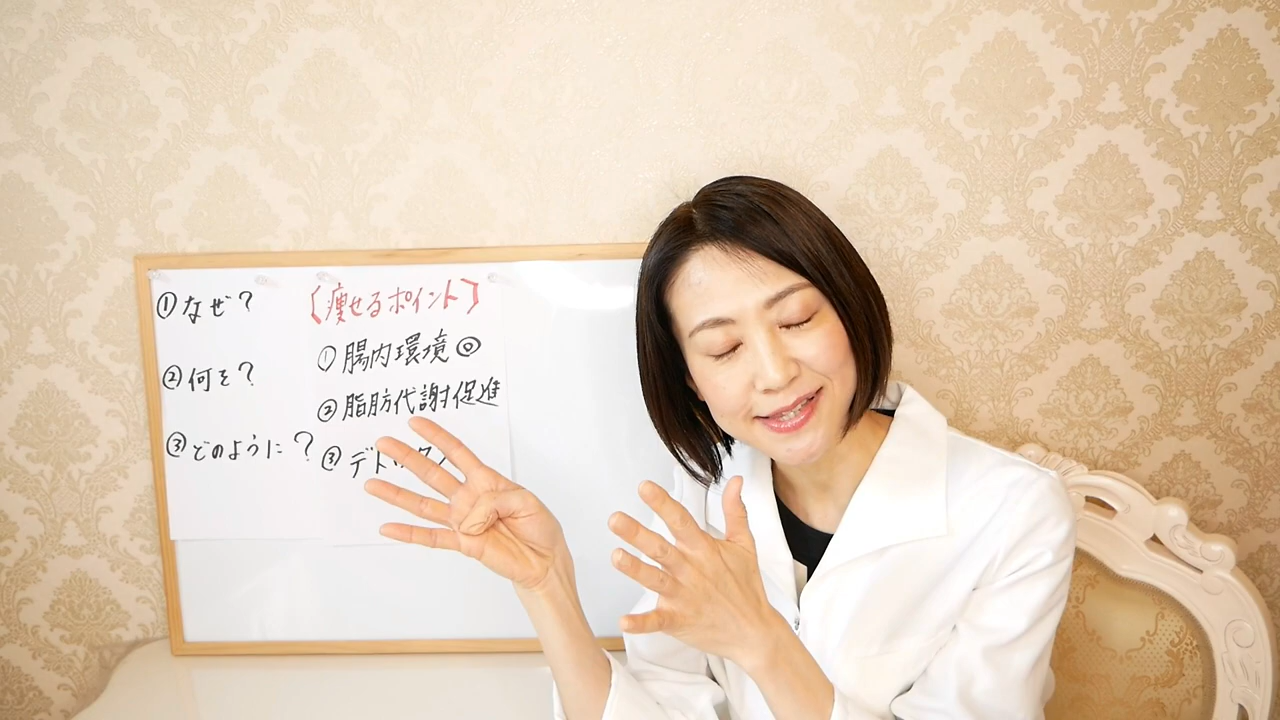 ①なぜ?
②何を?
③どのように?
〔痩せるポイント〕
①腸内環境◎
②脂肪代謝促進
③デト